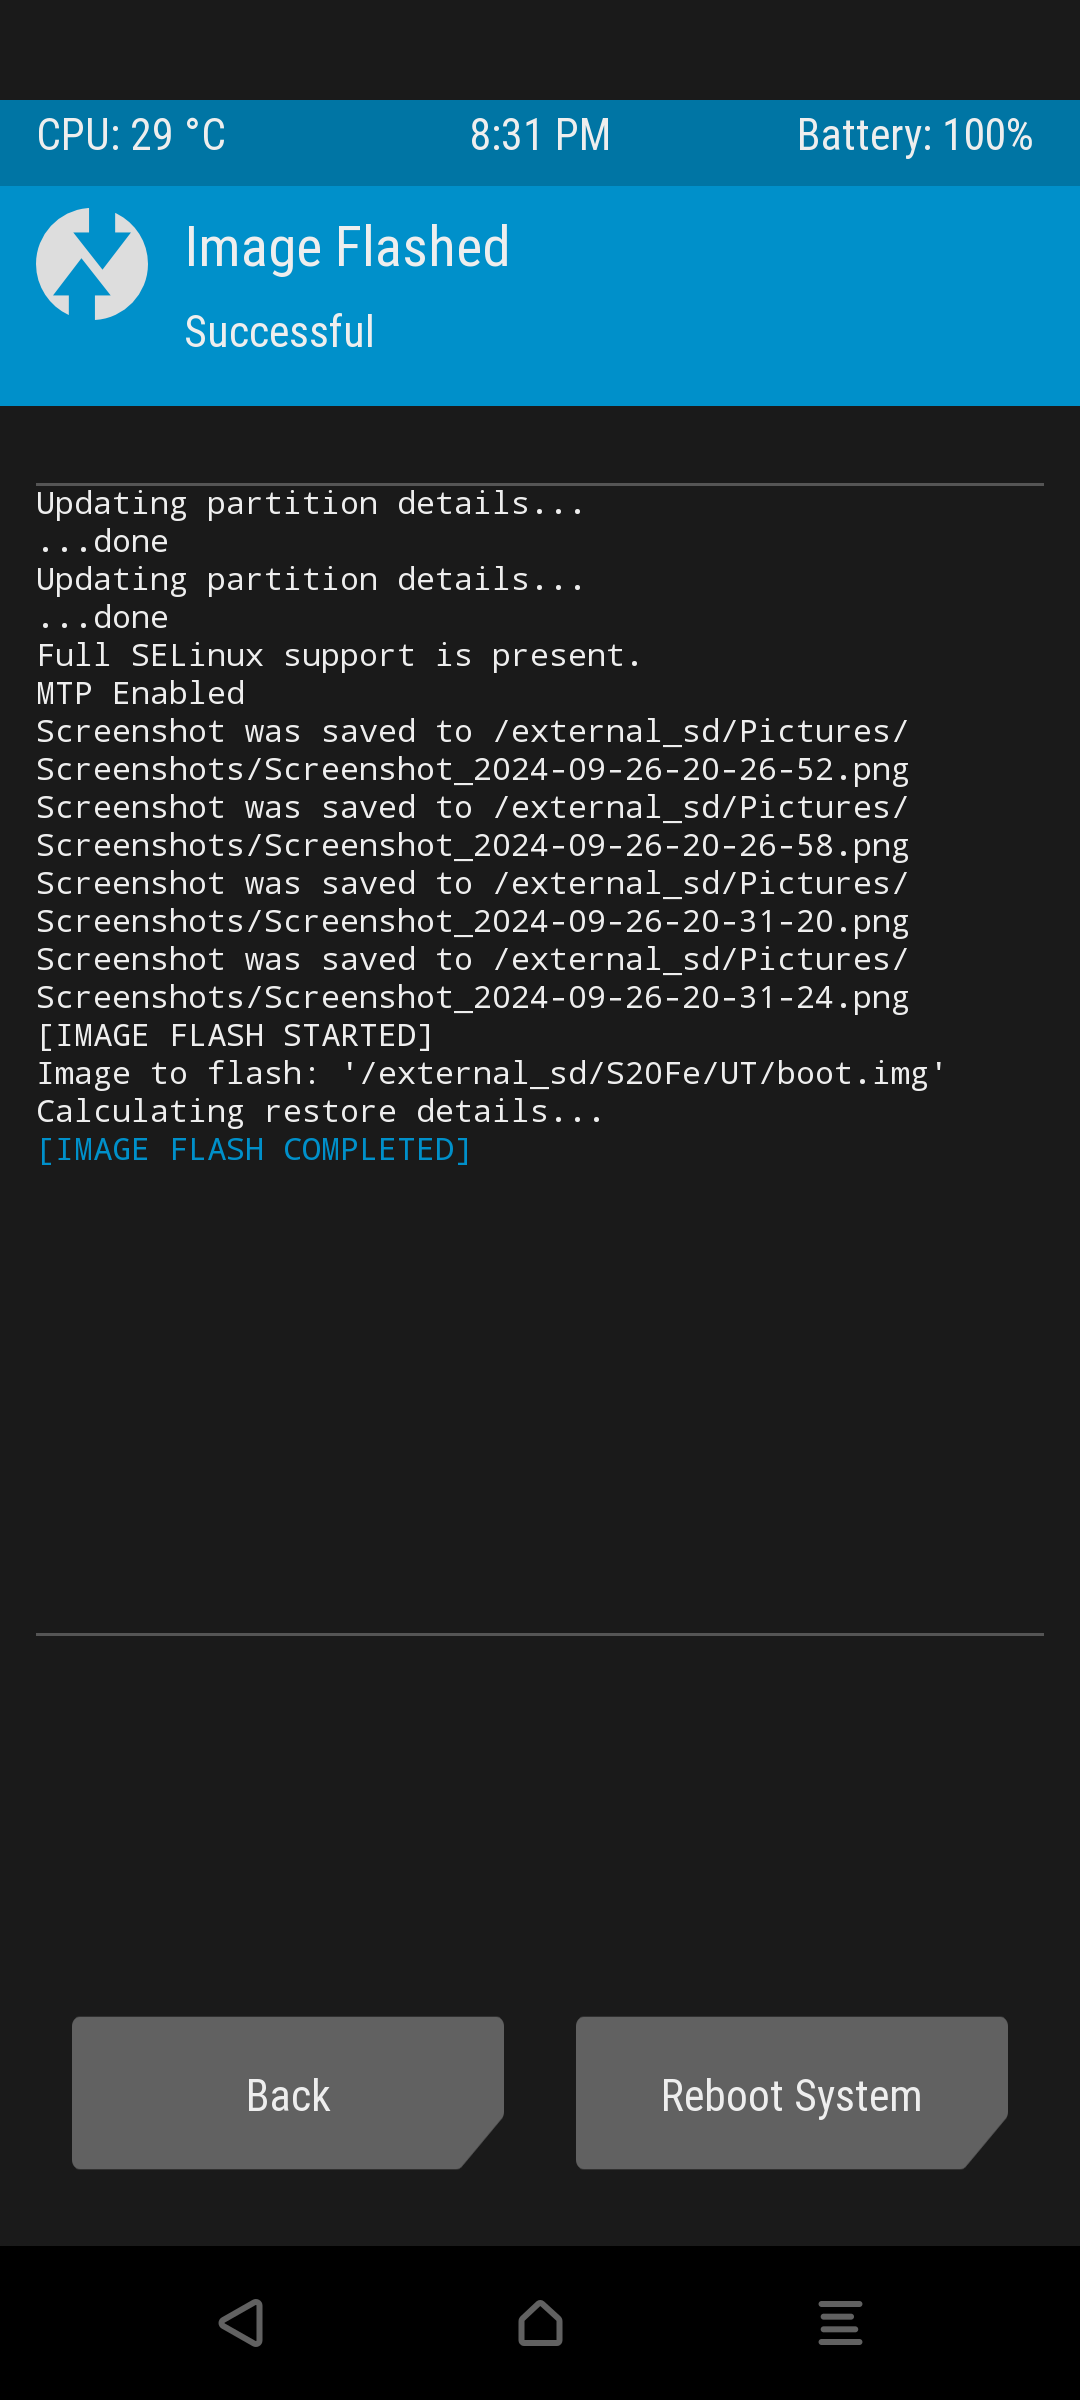 CPU: 29 °C 8:31 PM Battery: 100%
Image Flashed
Successful
Updating partition details...
...done
Updating partition details...
...done
Full SELinux support is present.
MTP Enabled
Screenshot was saved to /external_sd/Pictures/
Screenshots/Screenshot_2024-09-26-20-26-52.png
Screenshot was saved to /external_sd/Pictures/
Screenshots/Screenshot_2024-09-26-20-26-58.png
Screenshot was saved to /external_sd/Pictures/
Screenshots/Screenshot_2024-09-26-20-31-20.png
Screenshot was saved to /external_sd/Pictures/
Screenshots/Screenshot_2024-09-26-20-31-24.png
[IMAGE FLASH STARTED]
Image to flash: '/external_sd/S20Fe/UT/boot.img'
Calculating restore details...
[IMAGE FLASH COMPLETED]
Back
Reboot System